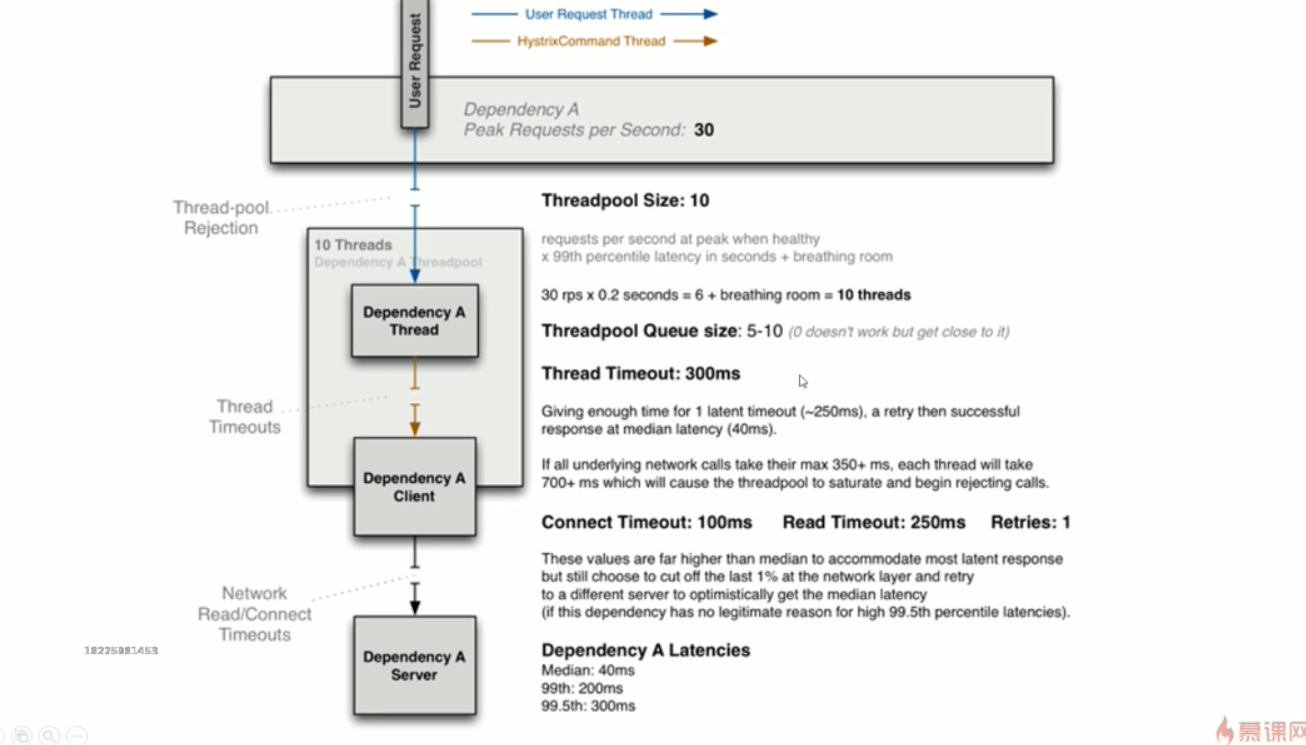 User Request Thread
HystrixCommand Thread
User Request
Dependency A
Peak Requests per Second: 30
Thread-pool
Rejection
10 Threads
Dependency A Threadpool
Dependency A
Thread
Thread
Timeouts
Dependency A
Client
Network
Read/Connect
Timeouts
Dependency A
Server
Threadpool Size: 10
requests per second at peak when healthy
x 99th percentile latency in seconds + breathing room
30 rps x 0.2 seconds = 6 + breathing room = 10 threads
Threadpool Queue size: 5-10 (0 doesn't work but get close to it)
Thread Timeout: 300ms
Giving enough time for 1 latent timeout (~250ms), a retry then successful
response at median latency (40ms).
If all underlying network calls take their max 350+ ms, each thread will take
700+ ms which will cause the threadpool to saturate and begin rejecting calls.
Connect Timeout: 100ms Read Timeout: 250ms Retries: 1
These values are far higher than median to accommodate most latent response
but still choose to cut off the last 1% at the network layer and retry
to a different server to optimistically get the median latency
(if this dependency has no legitimate reason for high 99.5th percentile latencies).
Dependency A Latencies
Median: 40ms
99th: 200ms
99.5th: 300ms
慕课网